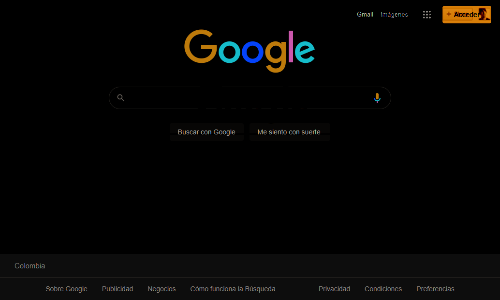 Gmail Imágenes Acceder
Google
Buscar con Google Me siento con suerte
Colombia
Sobre Google Publicidad Negocios Cómo funciona la Búsqueda Privacidad Condiciones Preferencias